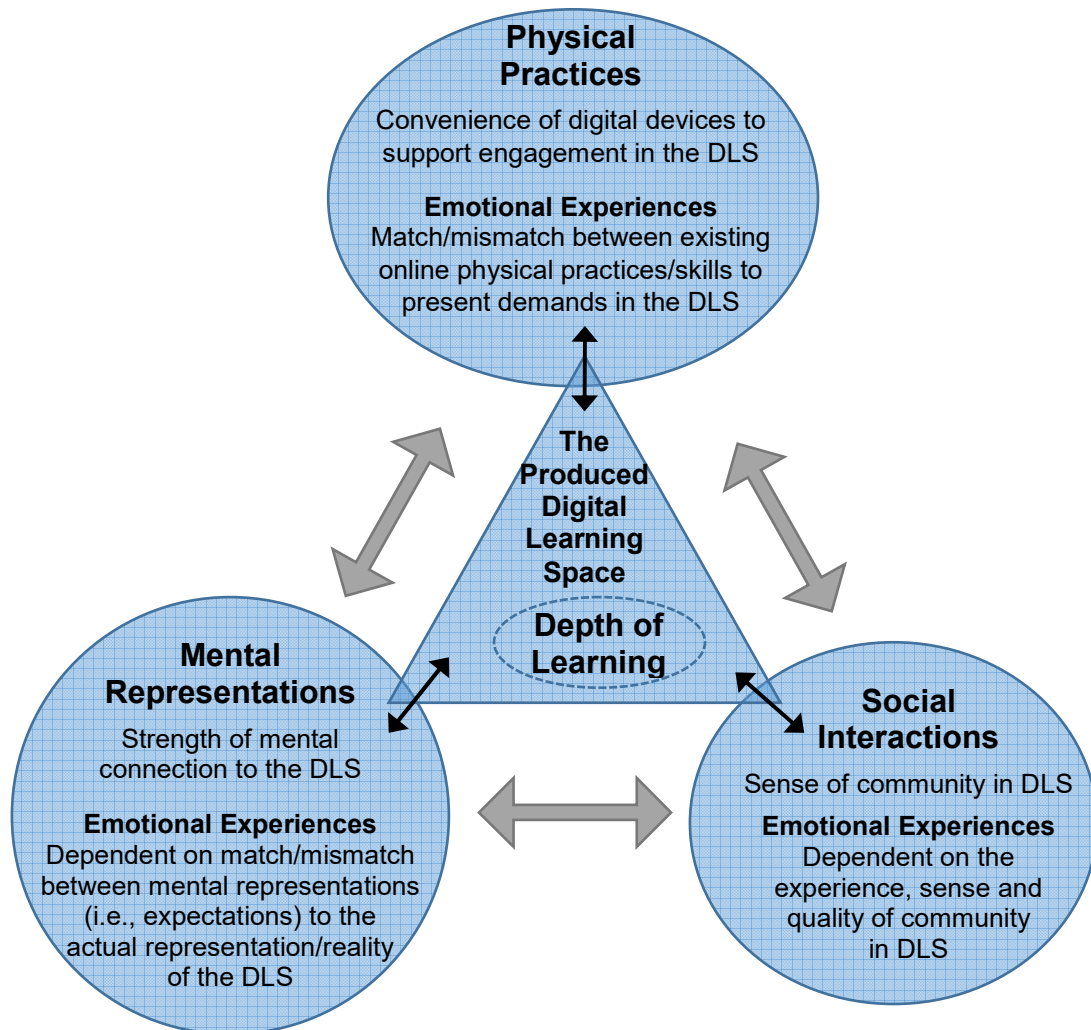 Physical
Practices
Convenience of digital devices to
support engagement in the DLS
Emotional Experiences
Match/mismatch between existing
online physical practices/skills to
present demands in the DLS
The
Produced
Digital
Learning
Space
Depth of
Learning
Mental
Representations
Strength of mental
connection to the DLS
Emotional Experiences
Dependent on match/mismatch
between mental representations
(i.e., expectations) to the
actual representation/reality
of the DLS
Social
Interactions
Sense of community in DLS
Emotional Experiences
Dependent on the
experience, sense and
quality of community
in DLS